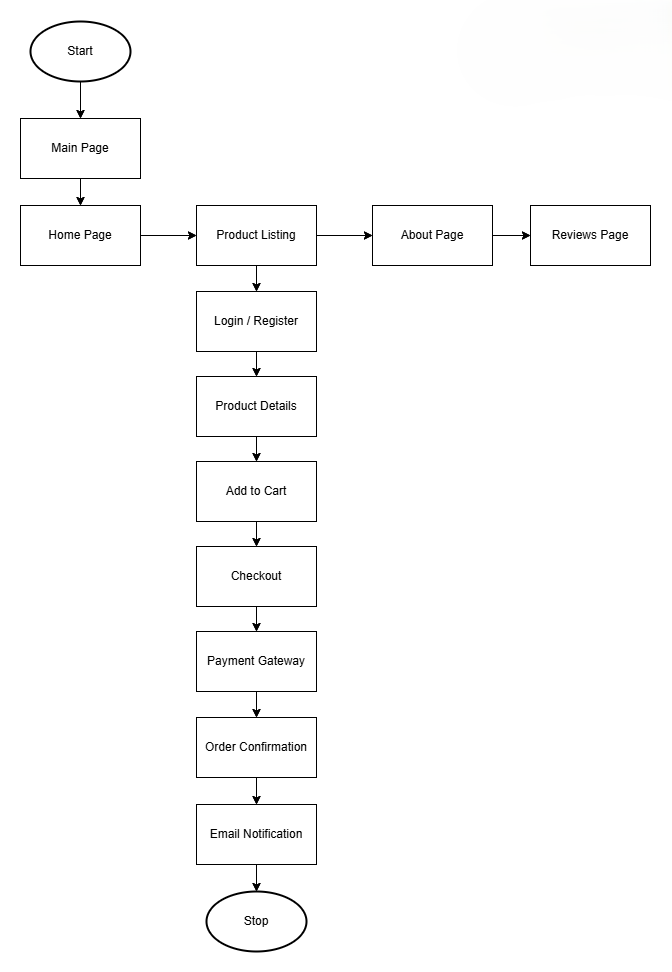 Start
Main Page
Home Page
Product Listing
About Page
Reviews Page
Login / Register
Product Details
Add to Cart
Checkout
Payment Gateway
Order Confirmation
Email Notification
Stop